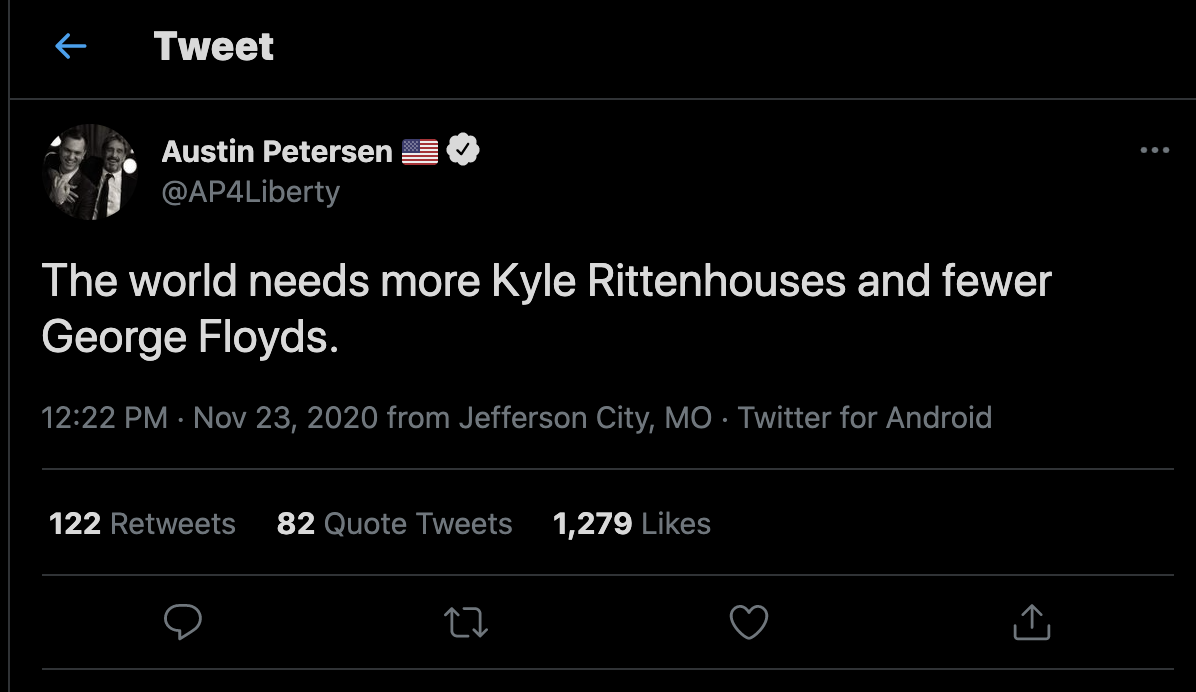 Tweet
Austin Petersen 🇺🇸
@AP4Liberty
The world needs more Kyle Rittenhouses and fewer
George Floyds.
12:22 PM · Nov 23, 2020 from Jefferson City, MO · Twitter for Android
122 Retweets 82 Quote Tweets 1,279 Likes